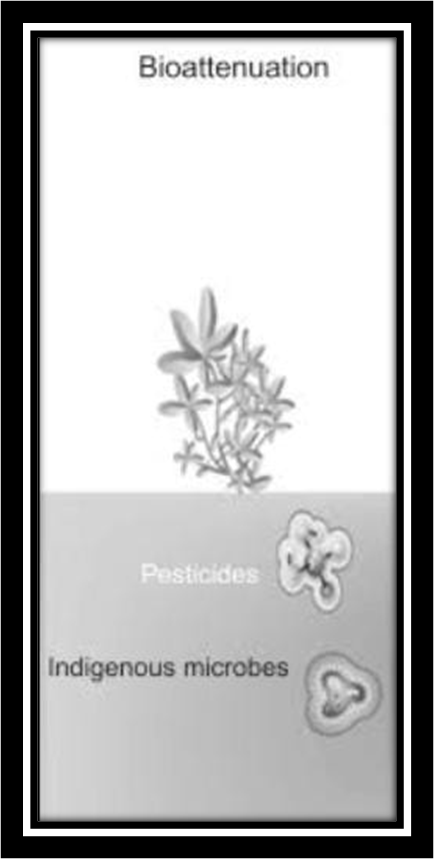 Bioattenuation
Pesticides
Indigenous microbes